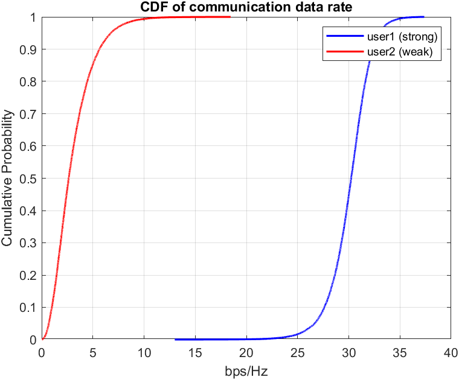 CDF of communication data rate
user1 (strong)
user2 (weak)
Cumulative Probability
1
0.9
0.8
0.7
0.6
0.5
0.4
0.3
0.2
0.1
0
0 5 10 15 20 25 30 35 40
bps/Hz